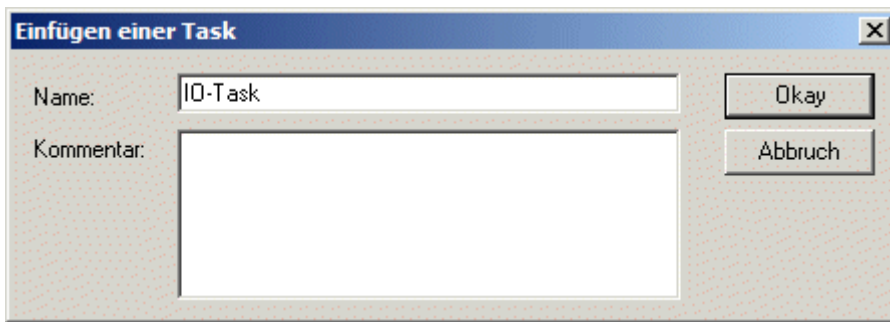 Einfügen einer Task
Name:
IO-Task
Okay
Kommentar:
Abbruch